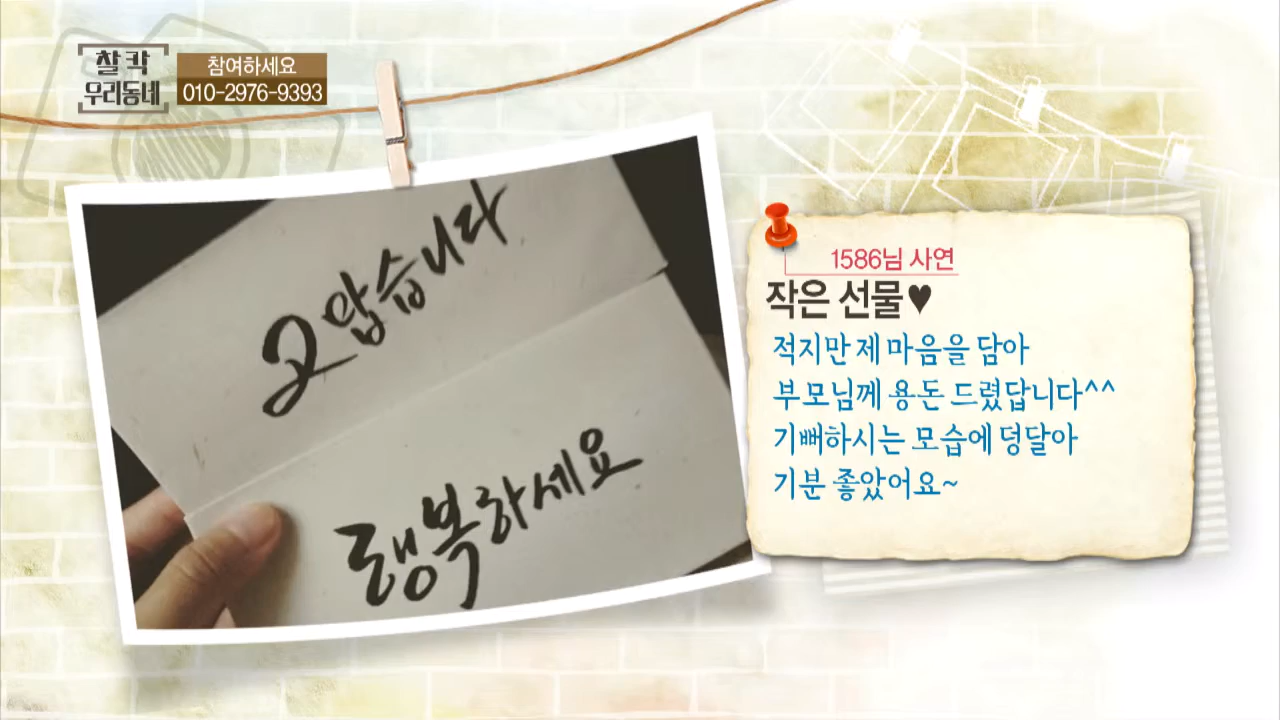 찰칵
우리동네
참여하세요
010-2976-9393
고맙습니다
행복하세요
1586님 사연
작은 선물♥
적지만 제 마음을 담아
부모님께 용돈 드렸답니다^^
기뻐하시는 모습에 덩달아
기분 좋았어요~